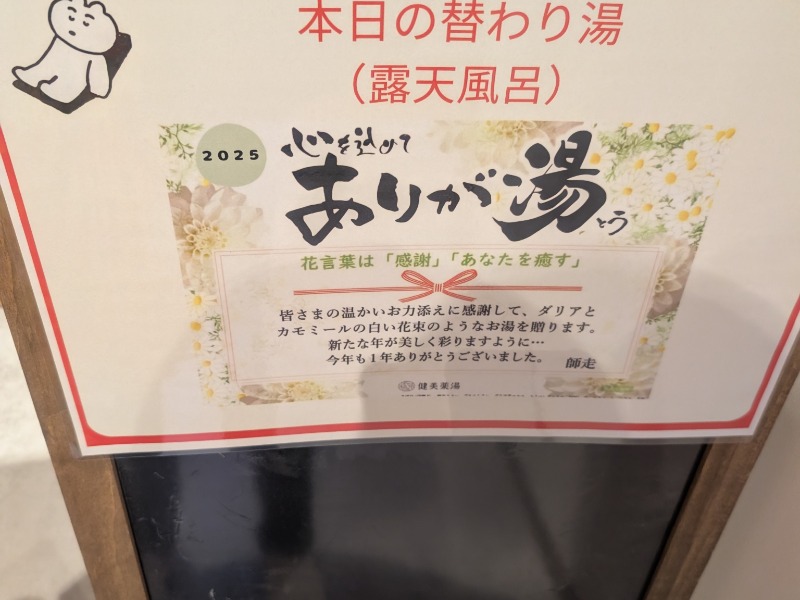 本日の替わり湯
（露天風呂）
2025
心を込めて
ありが湯とう
花言葉は「感謝」「あなたを癒す」
皆さまの温かいお力添えに感謝して、ダリアと
カモミールの白い花束のようなお湯を贈ります。
新たな年が美しく彩りますように…
今年も1年ありがとうございました。 師走
健美薬湯